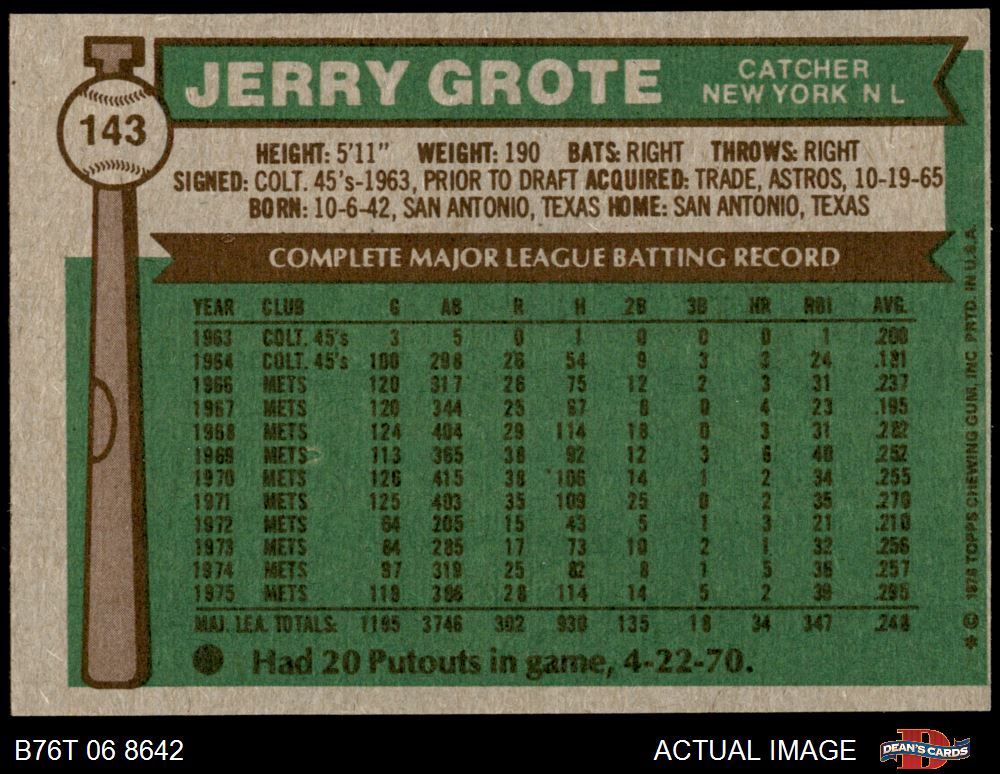 JERRY GROTE
CATCHER
NEW YORK N L
143
HEIGHT: 5'11" WEIGHT: 190 BATS: RIGHT THROWS: RIGHT
SIGNED: COLT. 45's-1963, PRIOR TO DRAFT ACQUIRED: TRADE, ASTROS, 10-19-65
BORN: 10-6-42, SAN ANTONIO, TEXAS HOME: SAN ANTONIO, TEXAS
COMPLETE MAJOR LEAGUE BATTING RECORD
YEAR CLUB G AB R H 2B 3B HR RBI AVG.
1963 COLT. 45's 3 5 0 1 0 0 0 1 .200
1964 COLT. 45's 100 298 26 54 9 3 3 24 .181
1966 METS 120 317 26 75 12 2 3 31 .237
1967 METS 120 344 25 67 8 0 4 23 .195
1968 METS 124 404 29 114 18 0 3 31 .282
1969 METS 113 365 38 92 12 3 6 40 .252
1970 METS 126 415 38 106 14 1 2 34 .255
1971 METS 125 403 35 109 25 0 2 35 .270
1972 METS 64 205 15 43 5 1 3 21 .210
1973 METS 84 285 17 73 10 2 1 32 .256
1974 METS 97 319 25 82 8 1 5 36 .257
1975 METS 119 386 28 114 14 5 2 39 .295
MAJ. LEA. TOTALS: 1195 3746 302 930 135 18 34 347 .248
Had 20 Putouts in game, 4-22-70.
* © 1976 TOPPS CHEWING GUM, INC PRTD. IN U.S.A.
B76T 06 8642
ACTUAL IMAGE
DEAN'S CARDS